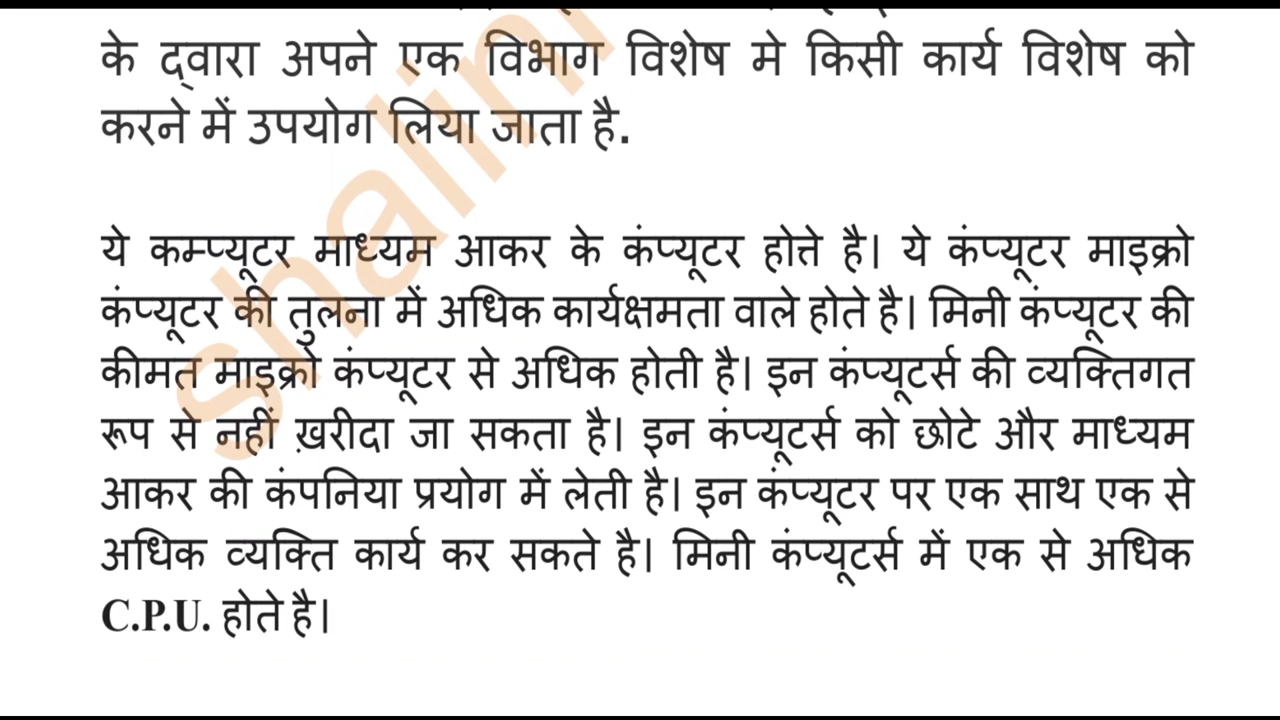 के द्वारा अपने एक विभाग विशेष मे किसी कार्य विशेष को
करने में उपयोग लिया जाता है.
ये कम्प्यूटर माध्यम आकर के कंप्यूटर होते है। ये कंप्यूटर माइक्रो
कंप्यूटर की तुलना में अधिक कार्यक्षमता वाले होते है। मिनी कंप्यूटर की
कीमत माइक्रो कंप्यूटर से अधिक होती है। इन कंप्यूटर्स की व्यक्तिगत
रूप से नहीं ख़रीदा जा सकता है। इन कंप्यूटर्स को छोटे और माध्यम
आकर की कंपनिया प्रयोग में लेती है। इन कंप्यूटर पर एक साथ एक से
अधिक व्यक्ति कार्य कर सकते है। मिनी कंप्यूटर्स में एक से अधिक
C.P.U. होते है।
shalini